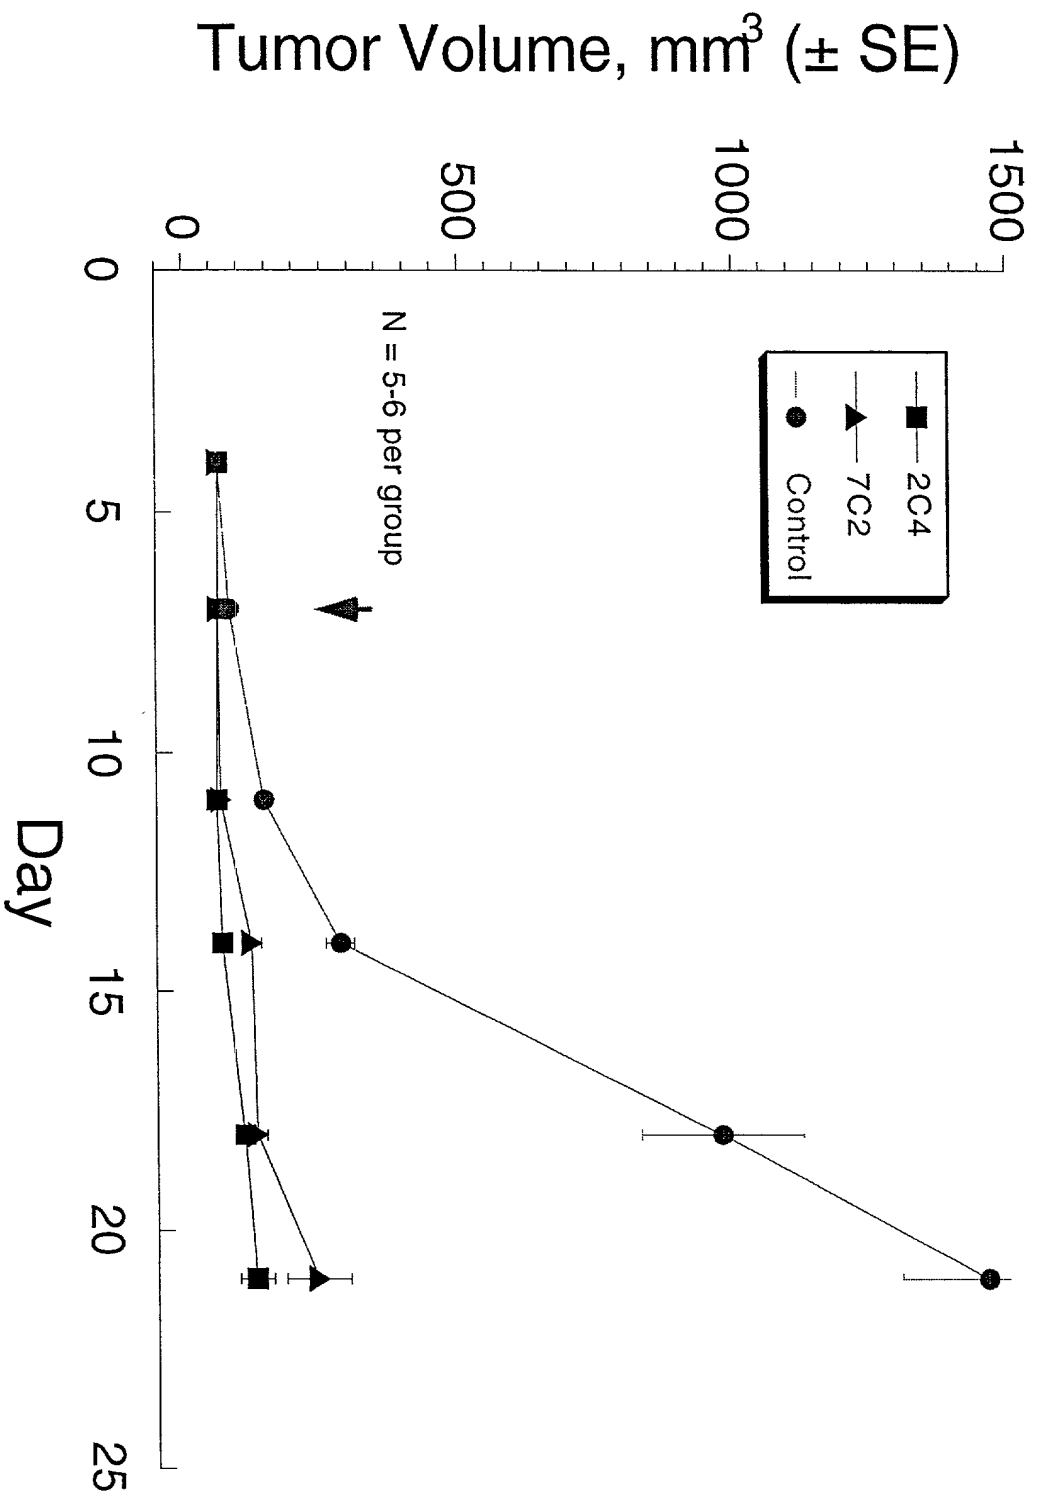 Tumor Volume, mm³ (± SE)
1500
1000
500
0
2C4
7C2
Control
N = 5-6 per group
0
5
10
15
20
25
Day